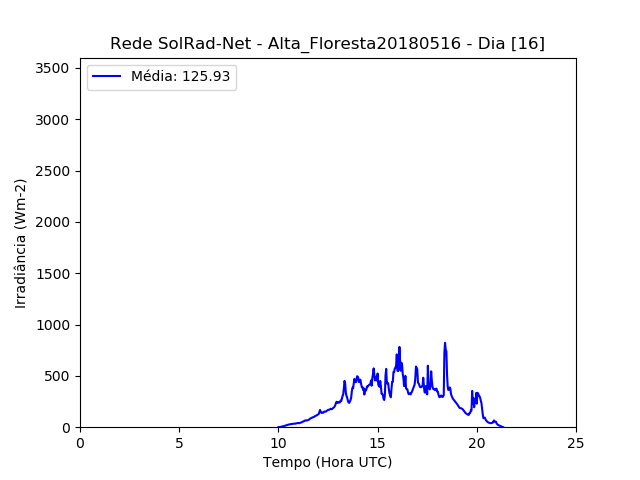 Rede SolRad-Net - Alta_Floresta20180516 - Dia [16]
Média: 125.93
3500
3000
2500
2000
1500
1000
500
0
Irradiância (Wm-2)
0 5 10 15 20 25
Tempo (Hora UTC)